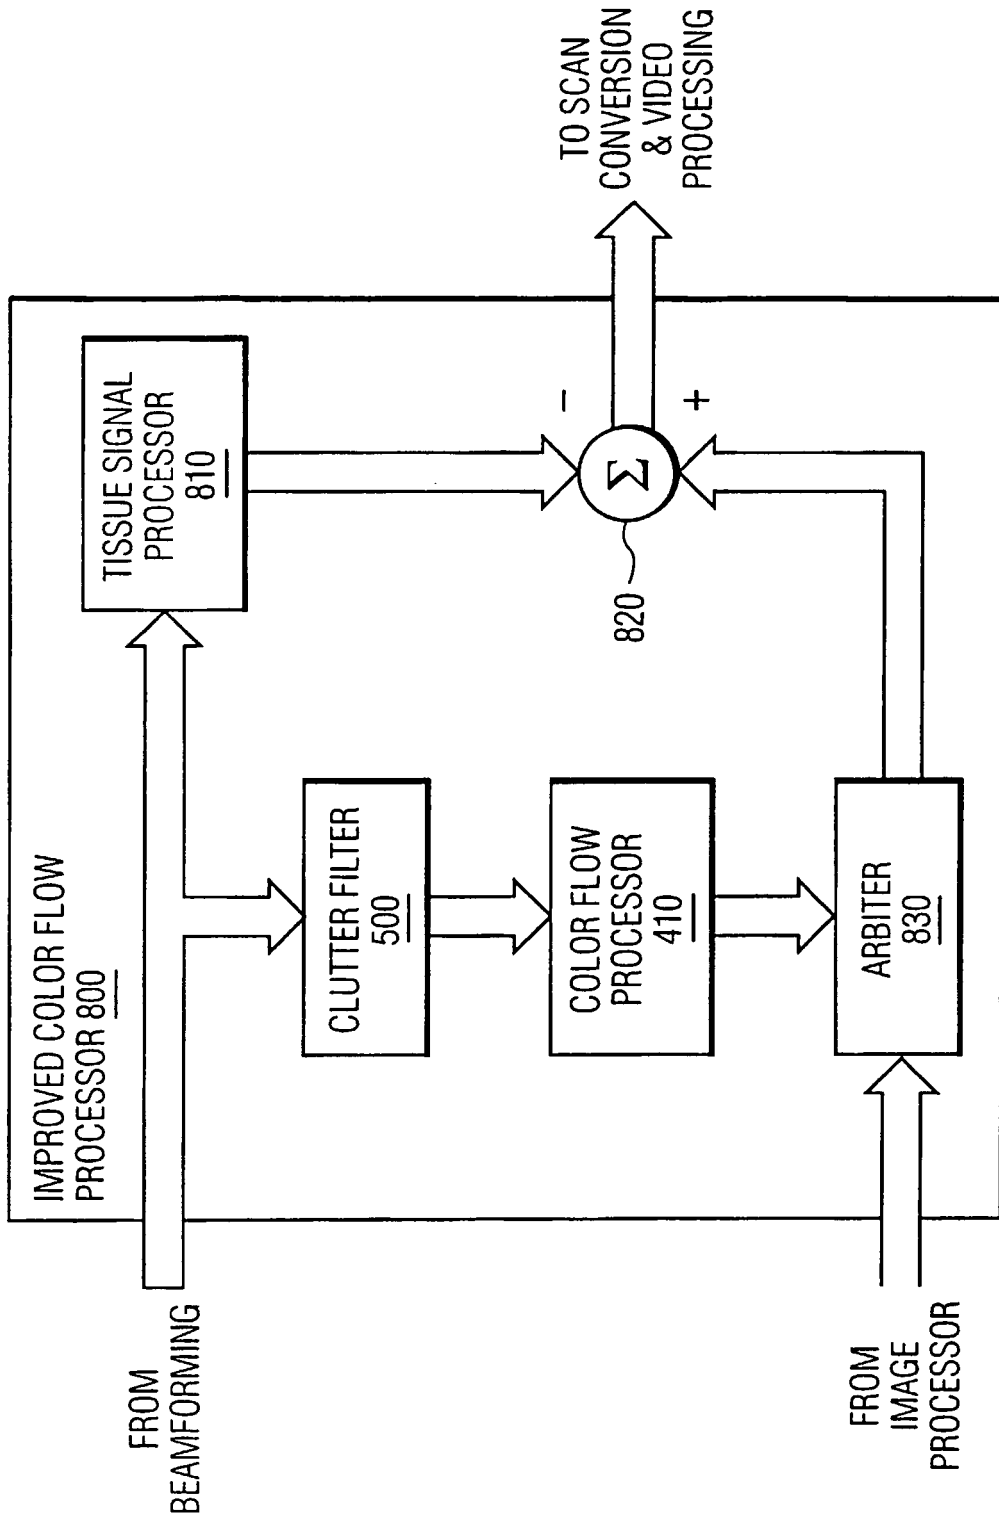 IMPROVED COLOR FLOW
PROCESSOR 800
FROM
BEAMFORMING
TISSUE SIGNAL
PROCESSOR
810
CLUTTER FILTER
500
COLOR FLOW
PROCESSOR
410
ARBITER
830
FROM
IMAGE
PROCESSOR
820
Σ
−
+
TO SCAN
CONVERSION
& VIDEO
PROCESSING